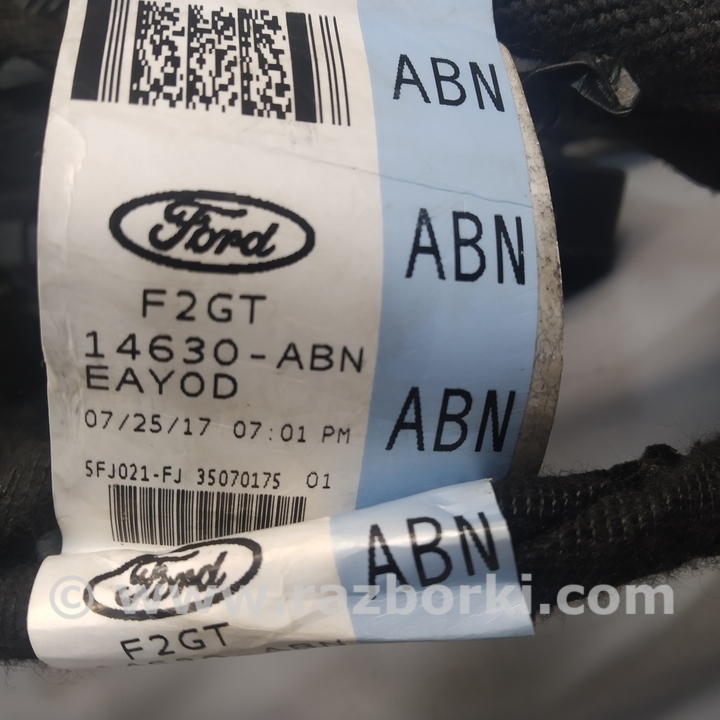 ABN
Ford
ABN
F2GT
14630-ABN
EAYOD
ABN
07/25/17 07:01 PM
5FJ021-FJ 35070175 01
Ford
ABN
© www.razborki.com
F2GT